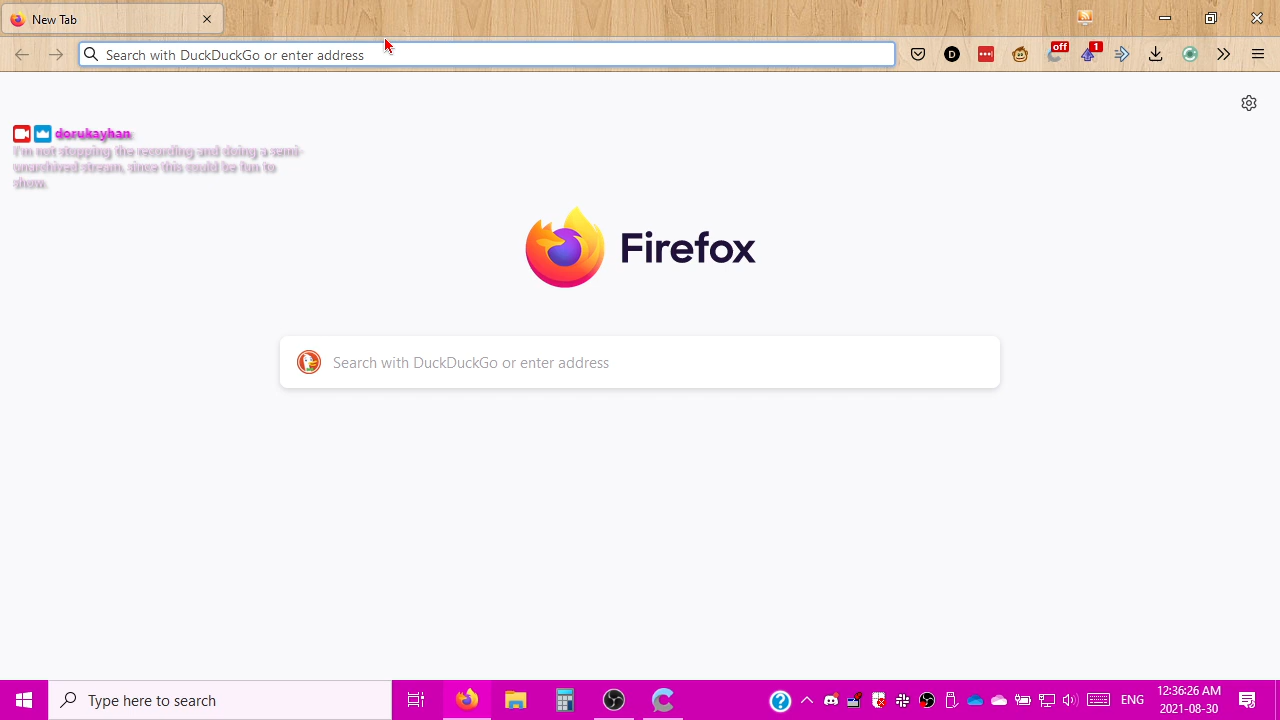 New Tab
Search with DuckDuckGo or enter address
off
1
D
dorukayhan
I'm not stopping the recording and doing a semi-
unarchived stream, since this could be fun to
show.
Firefox
Search with DuckDuckGo or enter address
Type here to search
ENG
12:36:26 AM
2021-08-30